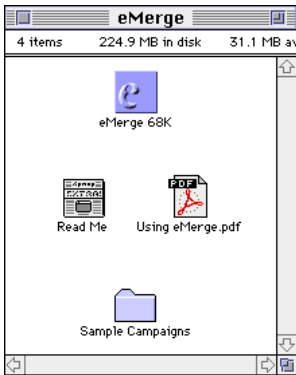 eMerge
4 items 224.9 MB in disk 31.1 MB av
e
eMerge 68K
EXTRA!
PDF
Read Me Using eMerge.pdf
Sample Campaigns